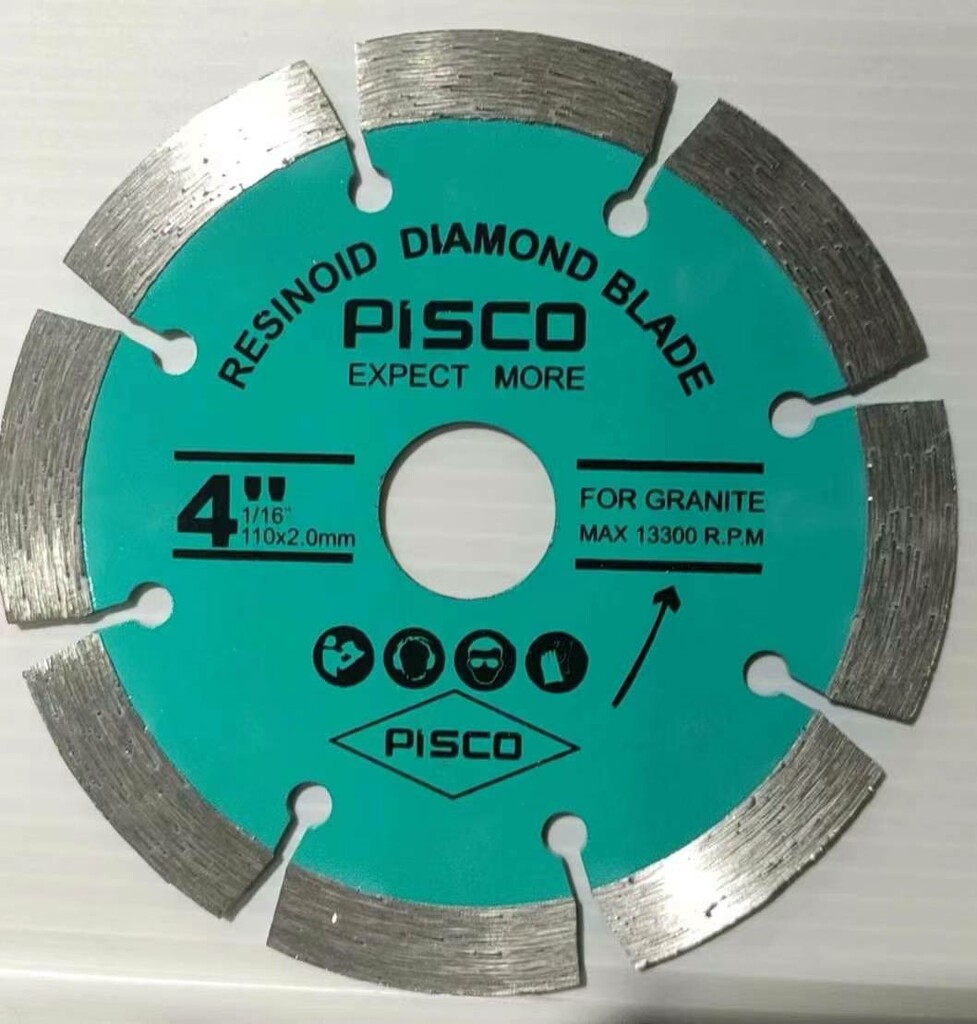 RESINOID DIAMOND BLADE
PiSCO
EXPECT MORE
4"
1/16"
110x2.0mm
FOR GRANITE
MAX 13300 R.P.M
PiSCO